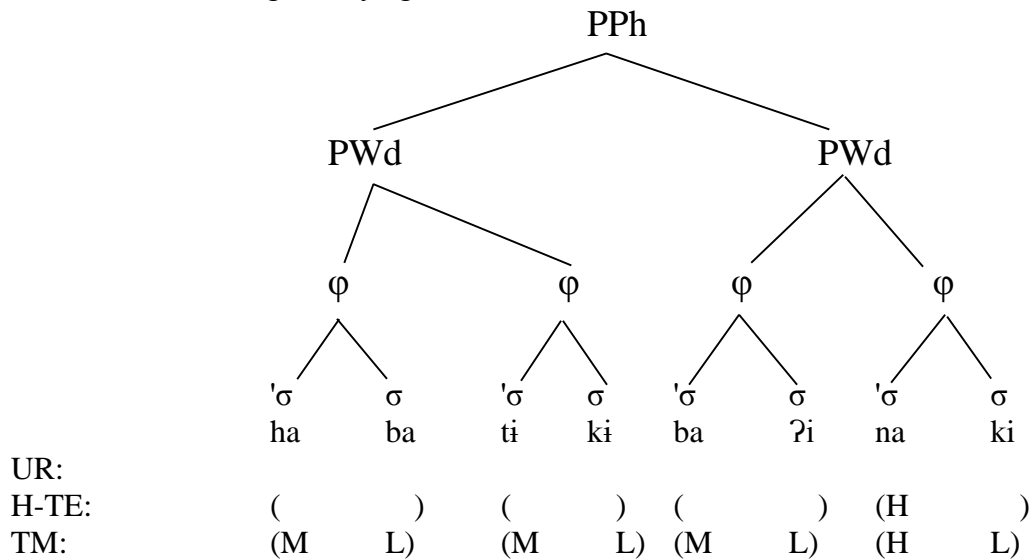 PPh
PWd PWd
φ φ φ φ
'σ σ 'σ σ 'σ σ 'σ σ
ha ba tɨ kɨ ba ʔi na ki
UR:
H-TE: ( ) ( ) ( ) (H )
TM: (M L) (M L) (M L) (H L)